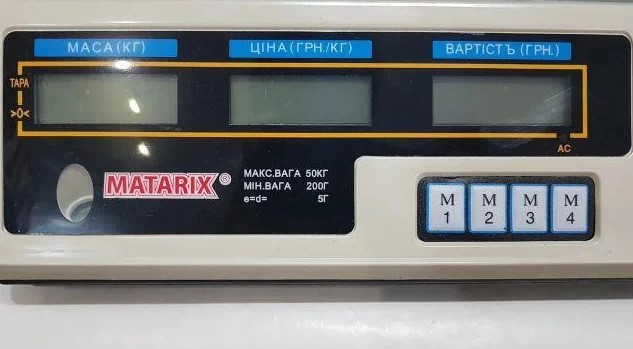 МАСА (КГ) ЦІНА (ГРН./КГ) ВАРТІСТЪ (ГРН.)
ТАРА
>0<
AC
MATARIX®
МАКС.ВАГА 50КГ
МІН.ВАГА 200Г
e=d= 5Г
M 1 M 2 M 3 M 4